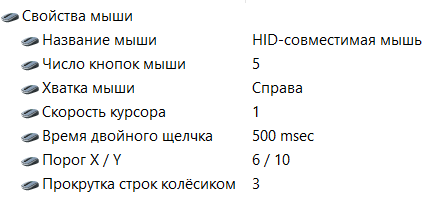 Свойства мыши
Название мыши HID-совместимая мышь
Число кнопок мыши 5
Хватка мыши Справа
Скорость курсора 1
Время двойного щелчка 500 msec
Порог X / Y 6 / 10
Прокрутка строк колёсиком 3